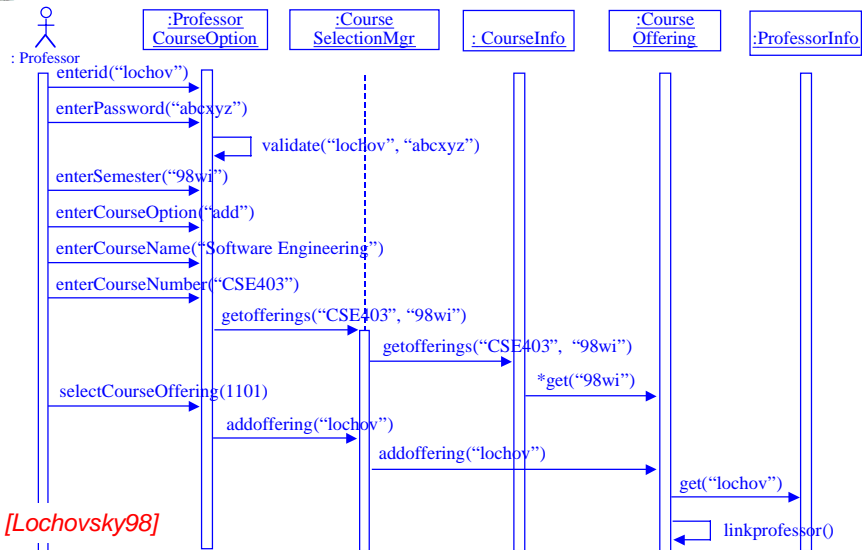 :Professor
CourseOption
:Course
SelectionMgr
: CourseInfo
:Course
Offering
:ProfessorInfo
: Professor
enterid(“lochov”)
enterPassword(“abcxyz”)
validate(“lochov”, “abcxyz”)
enterSemester(“98wi”)
enterCourseOption(“add”)
enterCourseName(“Software Engineering”)
enterCourseNumber(“CSE403”)
getofferings(“CSE403”, “98wi”)
getofferings(“CSE403”, “98wi”)
*get(“98wi”)
selectCourseOffering(1101)
addoffering(“lochov”)
addoffering(“lochov”)
get(“lochov”)
linkprofessor()
[Lochovsky98]